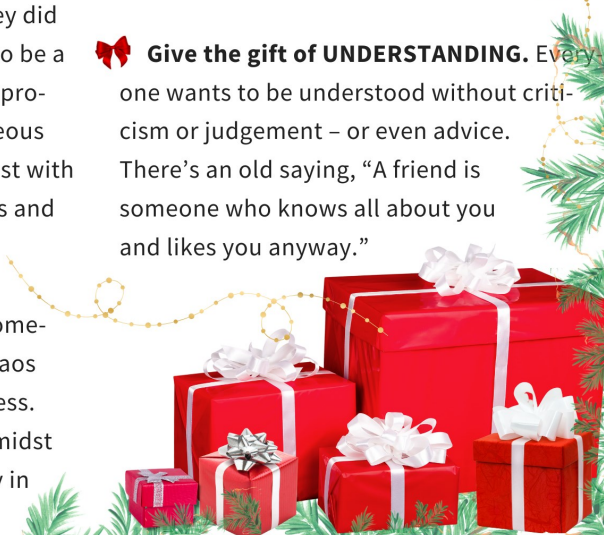 ey did
o be a
pro-
eous
st with
s and
ome-
aos
ess.
midst
y in
Give the gift of UNDERSTANDING. Every-
one wants to be understood without criti-
cism or judgement – or even advice.
There’s an old saying, “A friend is
someone who knows all about you
and likes you anyway.”